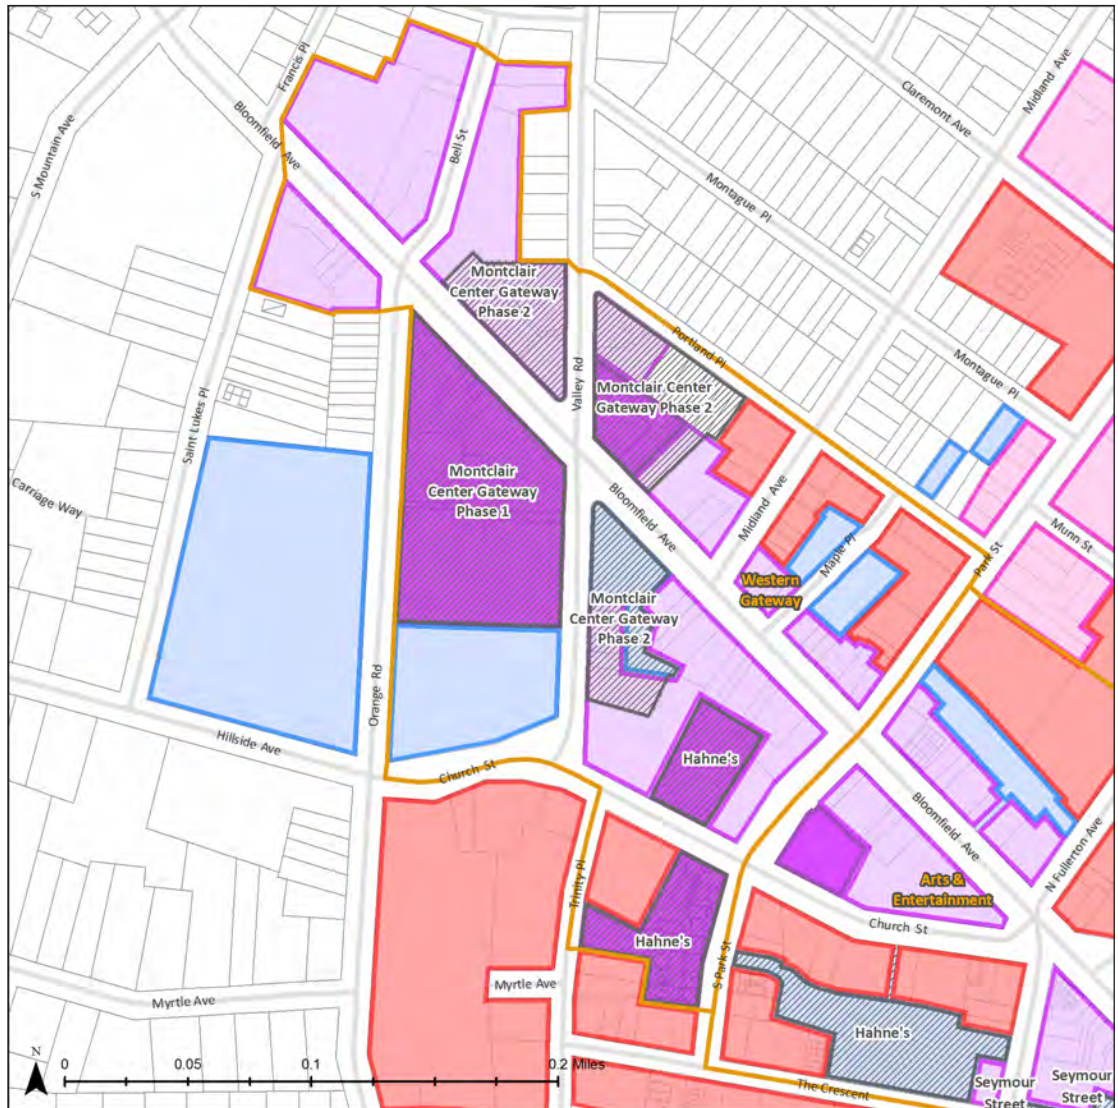 Francis Pl
Midland Ave
Claremont Ave
Bloomfield Ave
S Mountain Ave
Bell St
Montague Pl
Montclair
Center Gateway
Phase 2
Portland Pl
Montague Pl
Valley Rd
Montclair Center
Gateway Phase 2
Saint Lukes Pl
Carriage Way
Montclair
Center Gateway
Phase 1
Bloomfield Ave
Midland Ave
Munn St
Maple Pl
Park St
Western
Gateway
Montclair
Center Gateway
Phase 2
Orange Rd
Hillside Ave
Church St
Hahne's
Bloomfield Ave
N Fullerton Ave
Trinity Pl
Arts &
Entertainment
Church St
Hahne's
S Park St
Myrtle Ave
Myrtle Ave
Hahne's
N
0
0.05
0.1
0.2 Miles
The Crescent
Seymour
Street
Seymour
Street